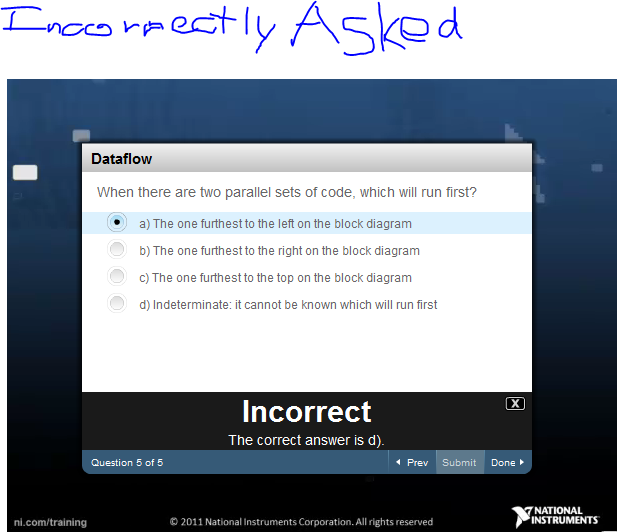 Incorrectly Asked
Dataflow
When there are two parallel sets of code, which will run first?
a) The one furthest to the left on the block diagram
b) The one furthest to the right on the block diagram
c) The one furthest to the top on the block diagram
d) Indeterminate: it cannot be known which will run first
Incorrect
X
The correct answer is d).
Question 5 of 5 Prev Submit Done
ni.com/training © 2011 National Instruments Corporation. All rights reserved NATIONAL INSTRUMENTS